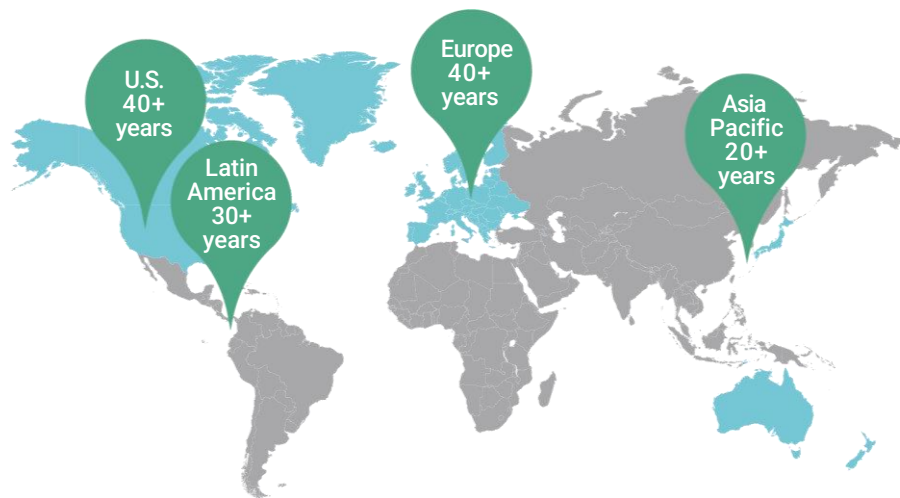 U.S.
40+
years
Latin
America
30+
years
Europe
40+
years
Asia
Pacific
20+
years